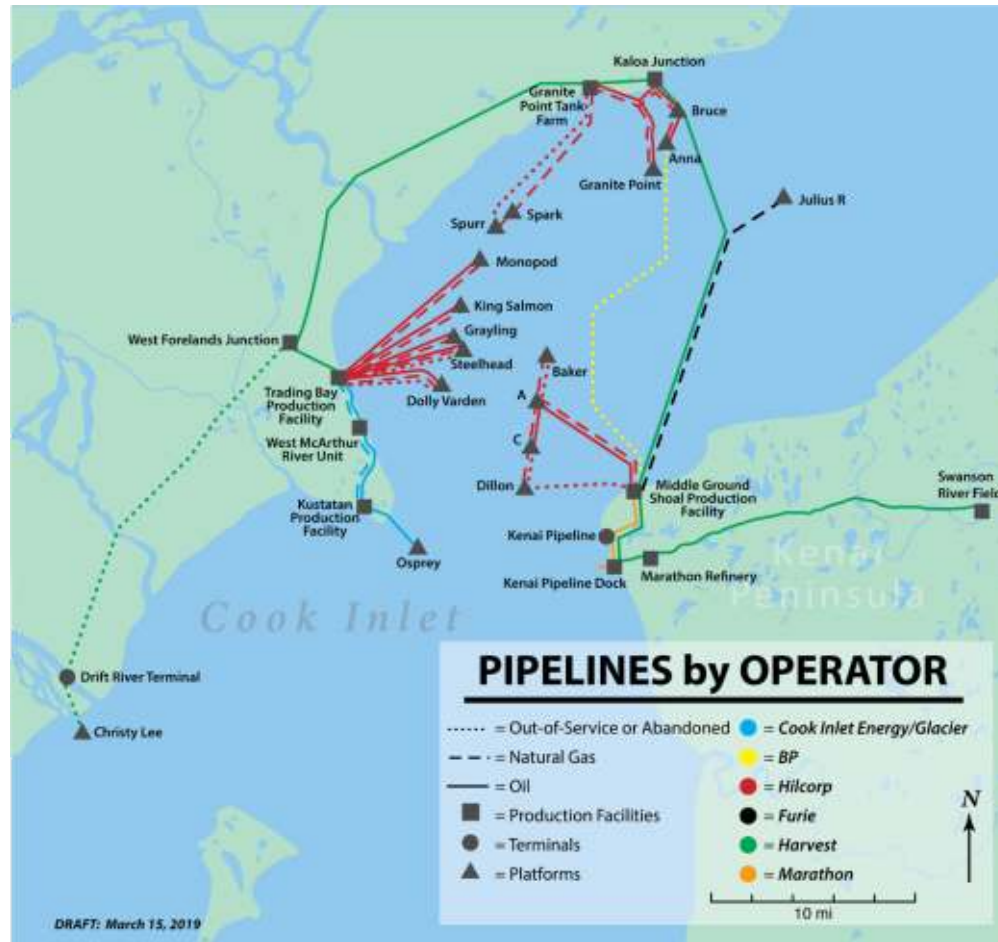 Kaloa Junction
Granite
Point Tank
Farm
Bruce
Anna
Granite Point
Julius R
Spark
Spurr
Monopod
King Salmon
Grayling
West Forelands Junction
Steelhead
Baker
Trading Bay
Production
Facility
Dolly Varden
A
West McArthur
River Unit
C
Dillon
Middle Ground
Shoal Production
Facility
Swanson
River Field
Kustatan
Production
Facility
Kenai Pipeline
Osprey
Kenai Pipeline Dock
Marathon Refinery
Kenai
Peninsula
Cook Inlet
Drift River Terminal
Christy Lee
PIPELINES by OPERATOR
= Out-of-Service or Abandoned
= Natural Gas
= Oil
= Production Facilities
= Terminals
= Platforms
= Cook Inlet Energy/Glacier
= BP
= Hilcorp
= Furie
= Harvest
= Marathon
N
10 mi
DRAFT: March 15, 2019